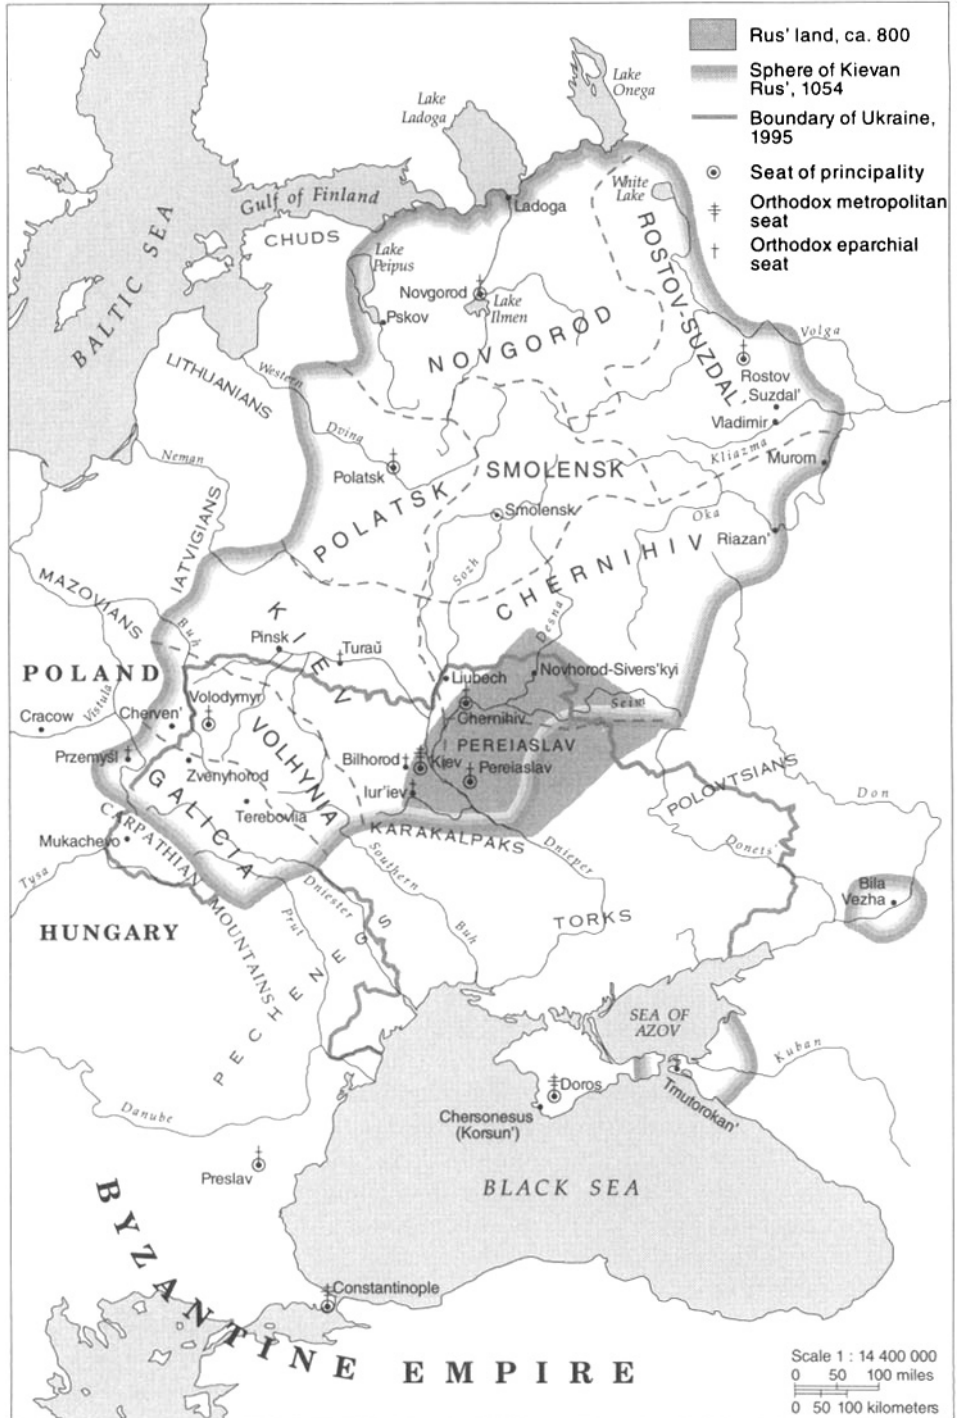 Rus' land, ca. 800
Sphere of Kievan
Rus', 1054
Boundary of Ukraine,
1995
Seat of principality
Orthodox metropolitan
seat
Orthodox eparchial
seat
Lake
Onega
Lake
Ladoga
White
Lake
Ladoga
Gulf of Finland
CHUDS
Lake
Peipus
BALTIC SEA
ROSTOV-SUZDAL'
Novgorod
Lake
Ilmen
Pskov
NOVGOROD
Volga
LITHUANIANS
Western
Dvina
Rostov
Suzdal'
Vladimir
Kliazma
Murom
Neman
Polatsk
SMOLENSK
POLATSK
Smolensk
Oka
Riazan'
IATVIGIANS
MAZOVIANS
Sozh
CHERNIHIV
Desna
Buh
Pinsk
KIEV
Turaŭ
POLAND
Liubech
Novhorod-Sivers'kyi
Vistula
Volodymyr
Seim
Cracow
Cherven'
Chernihiv
VOLHYNIA
PEREIASLAV
Przemyśl
Bilhorod
Kiev
Pereiaslav
Zvenyhorod
GALICIA
Iur'iev
POLOVTSIANS
Don
Terebovlia
KARAKALPAKS
CARPATHIAN MOUNTAINS
Mukachevo
Dnieper
Donets'
Tysa
Southern
Buh
Dniester
Bila
Vezha
Prut
HUNGARY
TORKS
PECENEGS
SEA OF
AZOV
Kuban
Doros
Tmutorokan'
Danube
Chersonesus
(Korsun')
Preslav
BLACK SEA
BYZANTINE EMPIRE
Constantinople
Scale 1 : 14 400 000
0 50 100 miles
0 50 100 kilometers